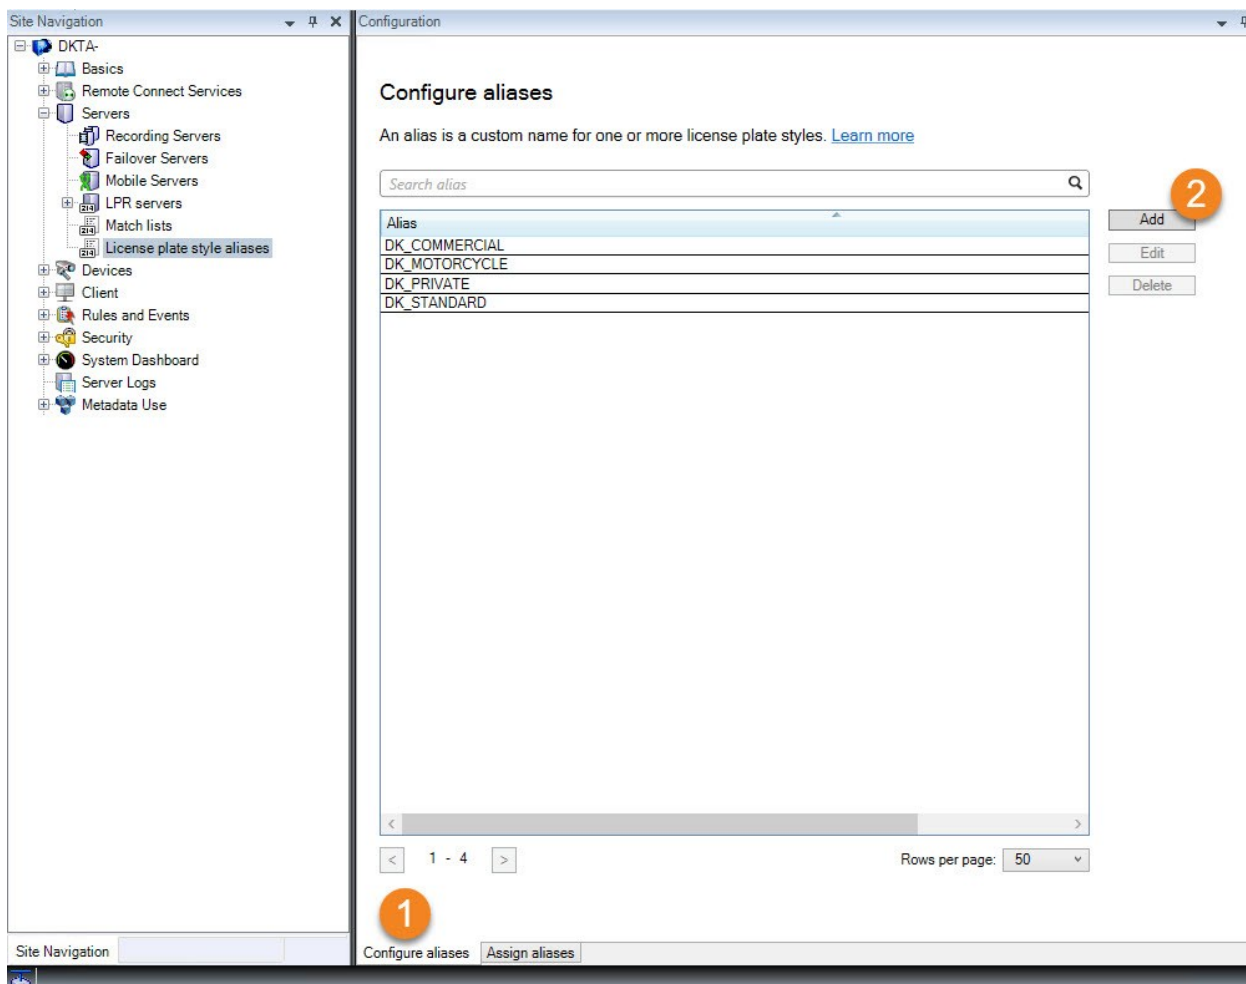 Site Navigation
DKTA-
Basics
Remote Connect Services
Servers
Recording Servers
Failover Servers
Mobile Servers
LPR servers
Match lists
License plate style aliases
Devices
Client
Rules and Events
Security
System Dashboard
Server Logs
Metadata Use
Site Navigation
Configuration
Configure aliases
An alias is a custom name for one or more license plate styles. Learn more
Search alias
2
Alias
Add
DK_COMMERCIAL
DK_MOTORCYCLE
DK_PRIVATE
DK_STANDARD
Edit
Delete
< 1 - 4 >
Rows per page: 50
1
Configure aliases Assign aliases